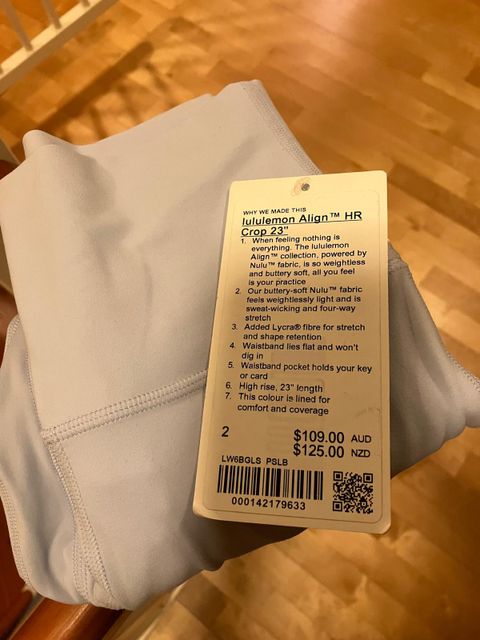 WHY WE MADE THIS
lululemon Align™ HR
Crop 23"
1. When feeling nothing is
everything. The lululemon
Align™ collection, powered by
Nulu™ fabric, is so weightless
and buttery soft, all you feel
is your practice
2. Our buttery-soft Nulu™ fabric
feels weightlessly light and is
sweat-wicking and four-way
stretch
3. Added Lycra® fibre for stretch
and shape retention
4. Waistband lies flat and won't
dig in
5. Waistband pocket holds your key
or card
6. High rise, 23" length
7. This colour is lined for
comfort and coverage
2 $109.00 AUD
$125.00 NZD
LW6BGLS PSLB
000142179633